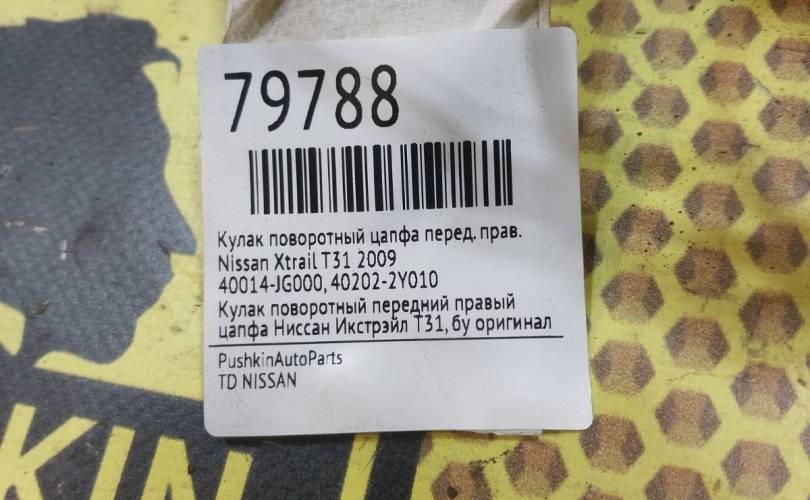 79788
Кулак поворотный цапфа перед. прав.
Nissan Xtrail T31 2009
40014-JG000, 40202-2Y010
Кулак поворотный передний правый
цапфа Ниссан Икстрэйл Т31, бу оригинал
PushkinAutoParts
TD NISSAN
KIN